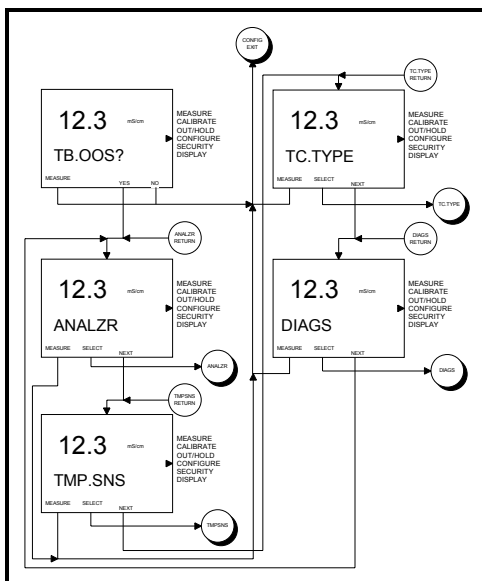 CONFIG
EXIT
TC.TYPE
RETURN
12.3 mS/cm
TB.OOS?
MEASURE
YES
NO
MEASURE
CALIBRATE
OUT/HOLD
CONFIGURE
SECURITY
DISPLAY
12.3 mS/cm
TC.TYPE
MEASURE
SELECT
NEXT
MEASURE
CALIBRATE
OUT/HOLD
CONFIGURE
SECURITY
DISPLAY
TC.TYPE
ANALZR
RETURN
DIAGS
RETURN
12.3 mS/cm
ANALZR
MEASURE
SELECT
NEXT
MEASURE
CALIBRATE
OUT/HOLD
CONFIGURE
SECURITY
DISPLAY
ANALZR
12.3 mS/cm
DIAGS
MEASURE
SELECT
NEXT
MEASURE
CALIBRATE
OUT/HOLD
CONFIGURE
SECURITY
DISPLAY
DIAGS
TMPSNS
RETURN
12.3 mS/cm
TMP.SNS
MEASURE
SELECT
NEXT
MEASURE
CALIBRATE
OUT/HOLD
CONFIGURE
SECURITY
DISPLAY
TMPSNS